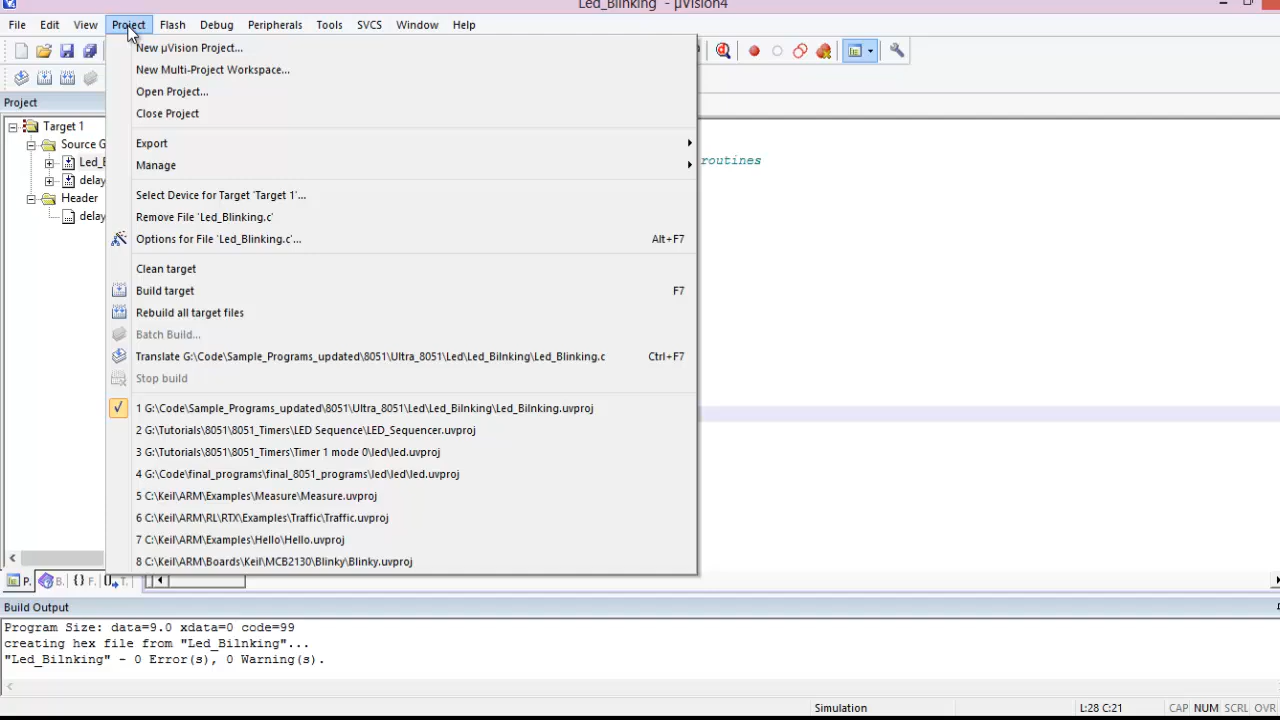 Led_Blinking - µVision4
File Edit View Project Flash Debug Peripherals Tools SVCS Window Help
New µVision Project...
New Multi-Project Workspace...
Project
Open Project...
Close Project
Target 1
Source G
Export
Led_B
Manage
routines
delay
Header
Select Device for Target 'Target 1'...
delay
Remove File 'Led_Blinking.c'
Options for File 'Led_Blinking.c'... Alt+F7
Clean target
Build target F7
Rebuild all target files
Batch Build...
Translate G:\Code\Sample_Programs_updated\8051\Ultra_8051\Led\Led_Bilnking\Led_Blinking.c Ctrl+F7
Stop build
1 G:\Code\Sample_Programs_updated\8051\Ultra_8051\Led\Led_Bilnking\Led_Bilnking.uvproj
2 G:\Tutorials\8051\8051_Timers\LED Sequence\LED_Sequencer.uvproj
3 G:\Tutorials\8051\8051_Timers\Timer 1 mode 0\led\led.uvproj
4 G:\Code\final_programs\final_8051_programs\led\led\led.uvproj
5 C:\Keil\ARM\Examples\Measure\Measure.uvproj
6 C:\Keil\ARM\RL\RTX\Examples\Traffic\Traffic.uvproj
7 C:\Keil\ARM\Examples\Hello\Hello.uvproj
8 C:\Keil\ARM\Boards\Keil\MCB2130\Blinky\Blinky.uvproj
P. B. {} F. T.
Build Output
Program Size: data=9.0 xdata=0 code=99
creating hex file from "Led_Bilnking"...
"Led_Bilnking" - 0 Error(s), 0 Warning(s).
Simulation L:28 C:21 CAP NUM SCRL OVR